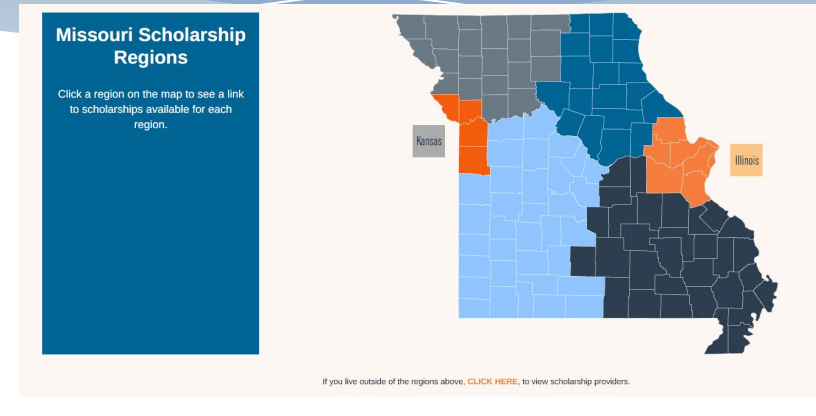 Missouri Scholarship
Regions
Click a region on the map to see a link
to scholarships available for each
region.
Kansas
Illinois
If you live outside of the regions above, CLICK HERE, to view scholarship providers.